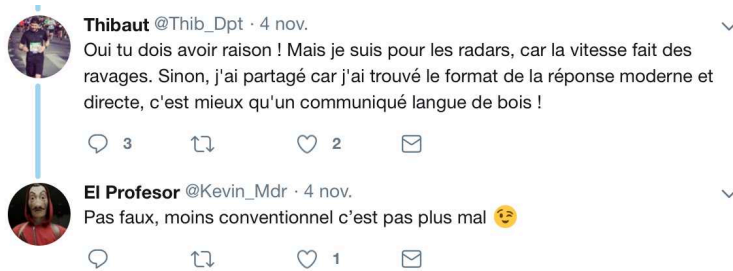 Thibaut @Thib_Dpt · 4 nov.
Oui tu dois avoir raison ! Mais je suis pour les radars, car la vitesse fait des
ravages. Sinon, j'ai partagé car j'ai trouvé le format de la réponse moderne et
directe, c'est mieux qu'un communiqué langue de bois !
3 2
El Profesor @Kevin_Mdr · 4 nov.
Pas faux, moins conventionnel c’est pas plus mal 😉
1